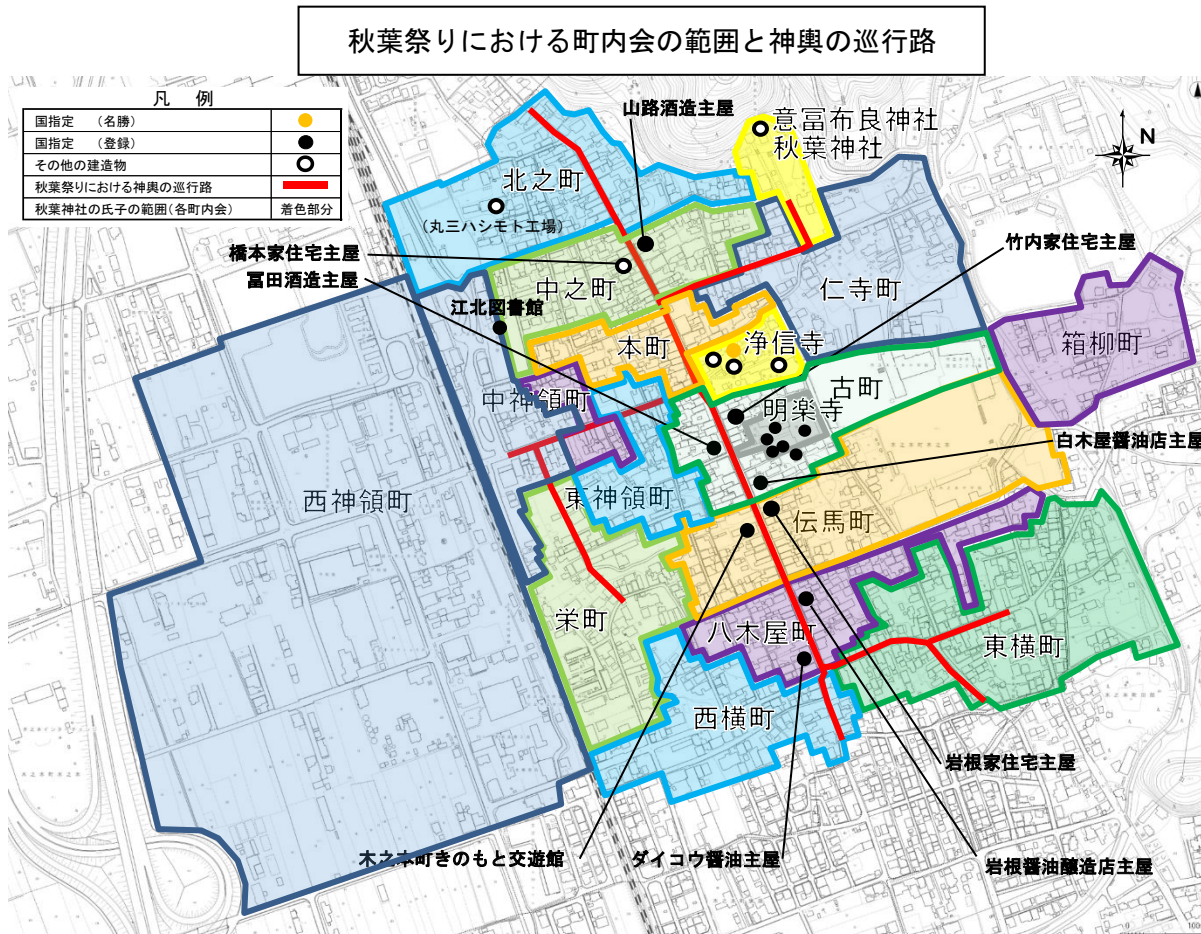 秋葉祭りにおける町内会の範囲と神輿の巡行路
凡 例
国指定 (名勝)
国指定 (登録)
その他の建造物
秋葉祭りにおける神輿の巡行路
秋葉神社の氏子の範囲(各町内会) 着色部分
N
山路酒造主屋
意冨布良神社
秋葉神社
北之町
(丸三ハシモト工場)
橋本家住宅主屋
冨田酒造主屋
竹内家住宅主屋
中之町
仁寺町
江北図書館
本町
浄信寺
箱柳町
古町
中神領町
明楽寺
白木屋醤油店主屋
西神領町
東神領町
伝馬町
栄町
八木屋町
東横町
西横町
岩根家住宅主屋
木之本町きのもと交遊館
ダイコウ醤油主屋
岩根醤油醸造店主屋